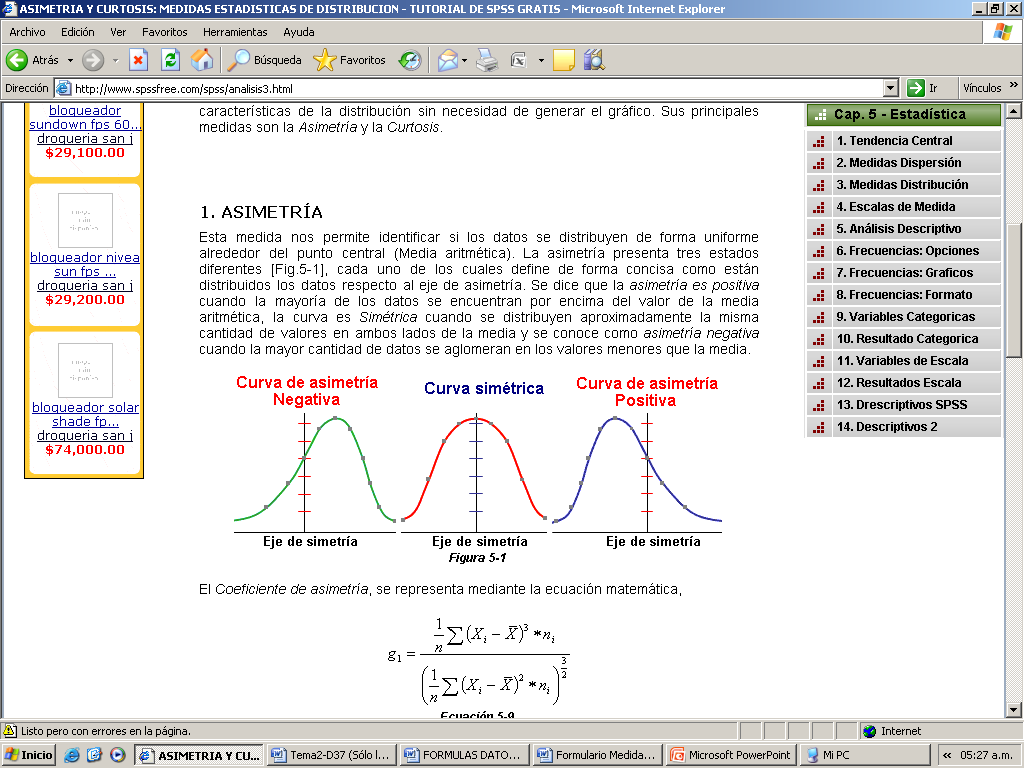 ASIMETRIA Y CURTOSIS: MEDIDAS ESTADISTICAS DE DISTRIBUCION - TUTORIAL DE SPSS GRATIS - Microsoft Internet Explorer
Archivo Edición Ver Favoritos Herramientas Ayuda
Atrás Búsqueda Favoritos
Dirección http://www.spssfree.com/spss/analisis3.html Ir Vínculos »
bloqueador
sundown fps 60...
drogueria san j
$29,100.00
bloqueador nivea
sun fps ...
drogueria san j
$29,200.00
bloqueador solar
shade fp...
drogueria san j
$74,000.00
características de la distribución sin necesidad de generar el gráfico. Sus principales
medidas son la Asimetría y la Curtosis.
1. ASIMETRÍA
Esta medida nos permite identificar si los datos se distribuyen de forma uniforme
alrededor del punto central (Media aritmética). La asimetría presenta tres estados
diferentes [Fig.5-1], cada uno de los cuales define de forma concisa como están
distribuidos los datos respecto al eje de asimetría. Se dice que la asimetría es positiva
cuando la mayoría de los datos se encuentran por encima del valor de la media
aritmética, la curva es Simétrica cuando se distribuyen aproximadamente la misma
cantidad de valores en ambos lados de la media y se conoce como asimetría negativa
cuando la mayor cantidad de datos se aglomeran en los valores menores que la media.
Curva de asimetría
Negativa
Curva simétrica
Curva de asimetría
Positiva
Eje de simetría Eje de simetría Eje de simetría
Figura 5-1
El Coeficiente de asimetría, se representa mediante la ecuación matemática,
g₁ = (1/n ∑ (Xᵢ − X̅)³ * nᵢ) / (1/n ∑ (Xᵢ − X̅)² * nᵢ)^(3/2)
Ecuación 5-9
Cap. 5 - Estadística
1. Tendencia Central
2. Medidas Dispersión
3. Medidas Distribución
4. Escalas de Medida
5. Análisis Descriptivo
6. Frecuencias: Opciones
7. Frecuencias: Graficos
8. Frecuencias: Formato
9. Variables Categoricas
10. Resultado Categorica
11. Variables de Escala
12. Resultados Escala
13. Drescriptivos SPSS
14. Descriptivos 2
Listo pero con errores en la página. Internet
Inicio ASIMETRIA Y CU... Tema2-D37 (Sólo l... FORMULAS DATO... Formulario Medida... Microsoft PowerPoint Mi PC « 05:27 a.m.